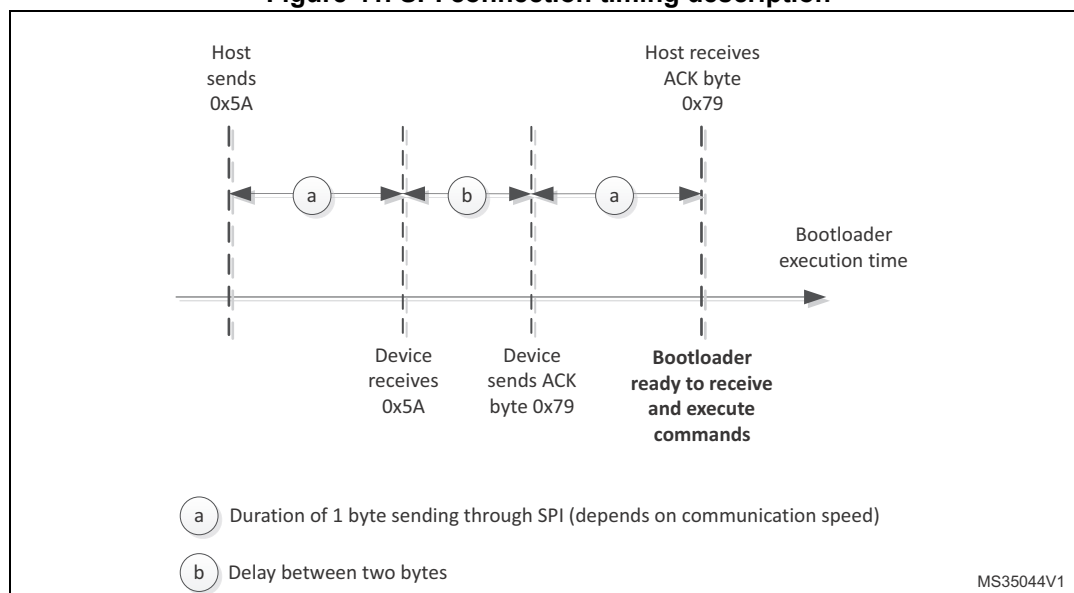 Figure SPI connection timing description
Host
sends
0x5A
Host receives
ACK byte
0x79
a
b
a
Bootloader
execution time
Device
receives
0x5A
Device
sends ACK
byte 0x79
Bootloader
ready to receive
and execute
commands
a Duration of 1 byte sending through SPI (depends on communication speed)
b Delay between two bytes
MS35044V1